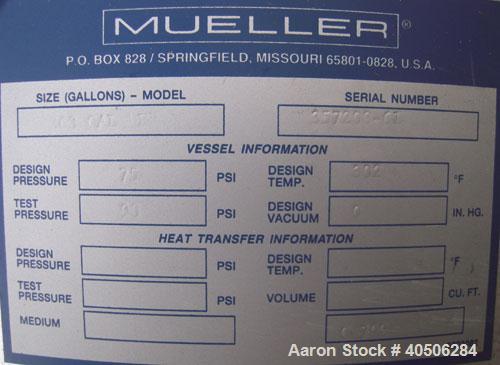 MUELLER®
P.O. BOX 828 / SPRINGFIELD, MISSOURI 65801-0828, U.S.A.
SIZE (GALLONS) – MODEL SERIAL NUMBER
VESSEL INFORMATION
DESIGN PRESSURE 75 PSI DESIGN TEMP. °F
TEST PRESSURE PSI DESIGN VACUUM 0 IN. HG.
HEAT TRANSFER INFORMATION
DESIGN PRESSURE PSI DESIGN TEMP. °F
TEST PRESSURE PSI VOLUME CU. FT.
MEDIUM
Aaron Stock # 40506284